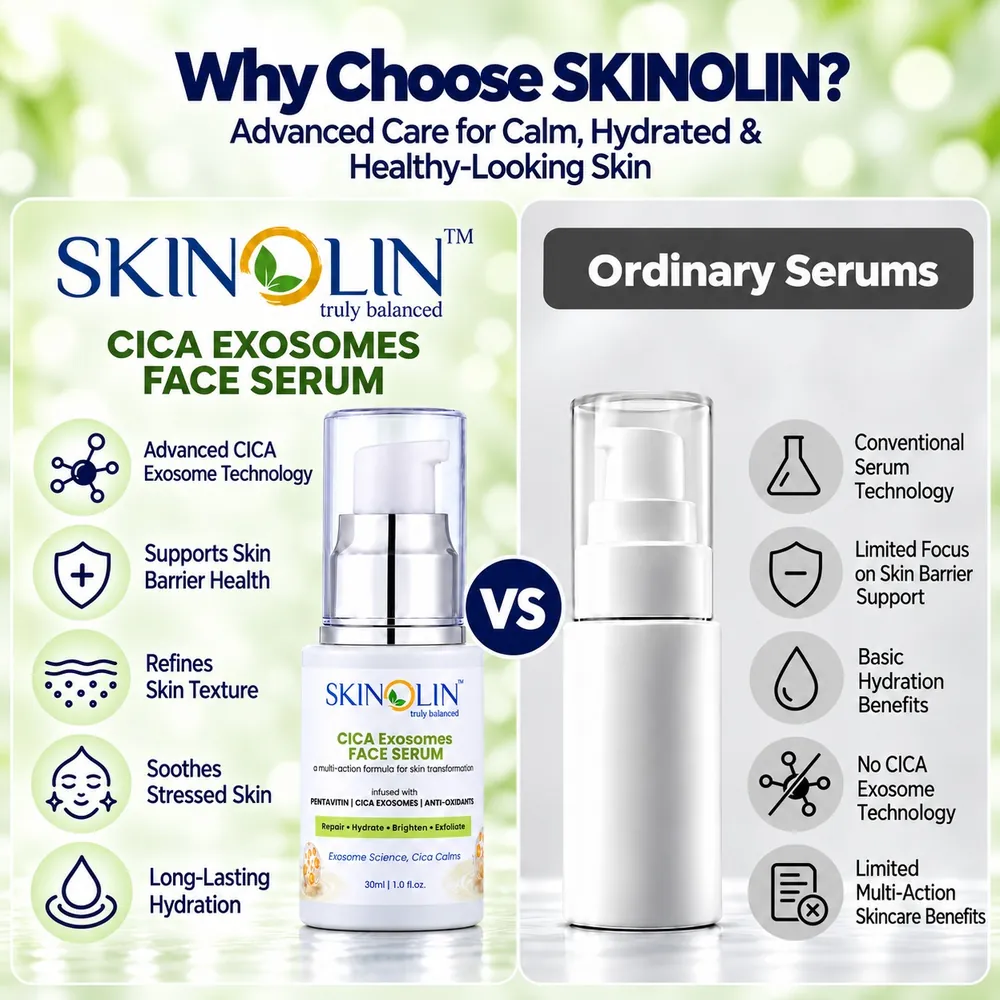 Why Choose SKINOLIN?
Advanced Care for Calm, Hydrated &
Healthy-Looking Skin
SKINOLIN™
truly balanced
CICA EXOSOMES
FACE SERUM
Advanced CICA
Exosome Technology
Supports Skin
Barrier Health
Refines
Skin Texture
Soothes
Stressed Skin
Long-Lasting
Hydration
SKINOLIN™
truly balanced
CICA Exosomes
FACE SERUM
a multi-action formula for skin transformation
infused with
PENTAVITIN | CICA EXOSOMES | ANTI-OXIDANTS
Repair • Hydrate • Brighten • Exfoliate
Exosome Science, Cica Calms
30ml | 1.0 fl.oz.
VS
Ordinary Serums
Conventional
Serum
Technology
Limited Focus
on Skin Barrier
Support
Basic
Hydration
Benefits
No CICA
Exosome
Technology
Limited
Multi-Action
Skincare Benefits